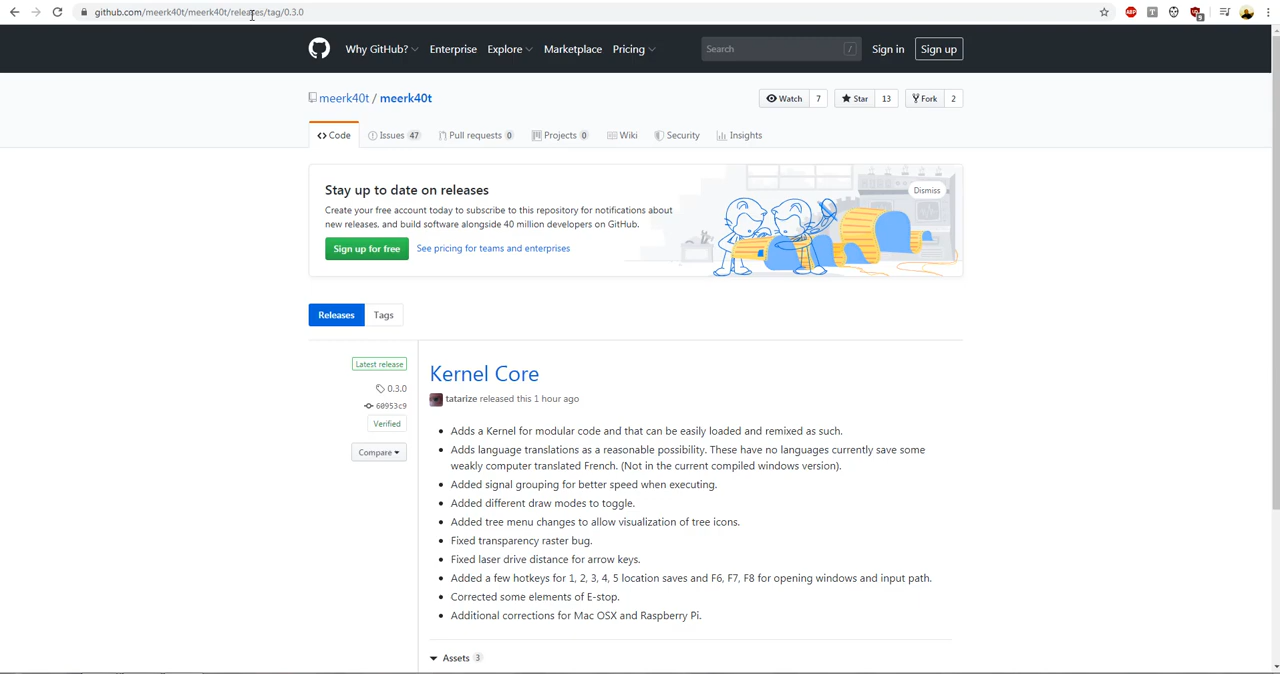 github.com/meerk40t/meerk40t/releases/tag/0.3.0
Why GitHub? Enterprise Explore Marketplace Pricing Search / Sign in Sign up
meerk40t / meerk40t Watch 7 Star 13 Fork 2
Code Issues 47 Pull requests 0 Projects 0 Wiki Security Insights
Stay up to date on releases Dismiss
Create your free account today to subscribe to this repository for notifications about
new releases, and build software alongside 40 million developers on GitHub.
Sign up for free See pricing for teams and enterprises
Releases Tags
Latest release
0.3.0
60953c9
Verified
Compare
Kernel Core
tatarize released this 1 hour ago
• Adds a Kernel for modular code and that can be easily loaded and remixed as such.
• Adds language translations as a reasonable possibility. These have no languages currently save some
weakly computer translated French. (Not in the current compiled windows version).
• Added signal grouping for better speed when executing.
• Added different draw modes to toggle.
• Added tree menu changes to allow visualization of tree icons.
• Fixed transparency raster bug.
• Fixed laser drive distance for arrow keys.
• Added a few hotkeys for 1, 2, 3, 4, 5 location saves and F6, F7, F8 for opening windows and input path.
• Corrected some elements of E-stop.
• Additional corrections for Mac OSX and Raspberry Pi.
Assets 3